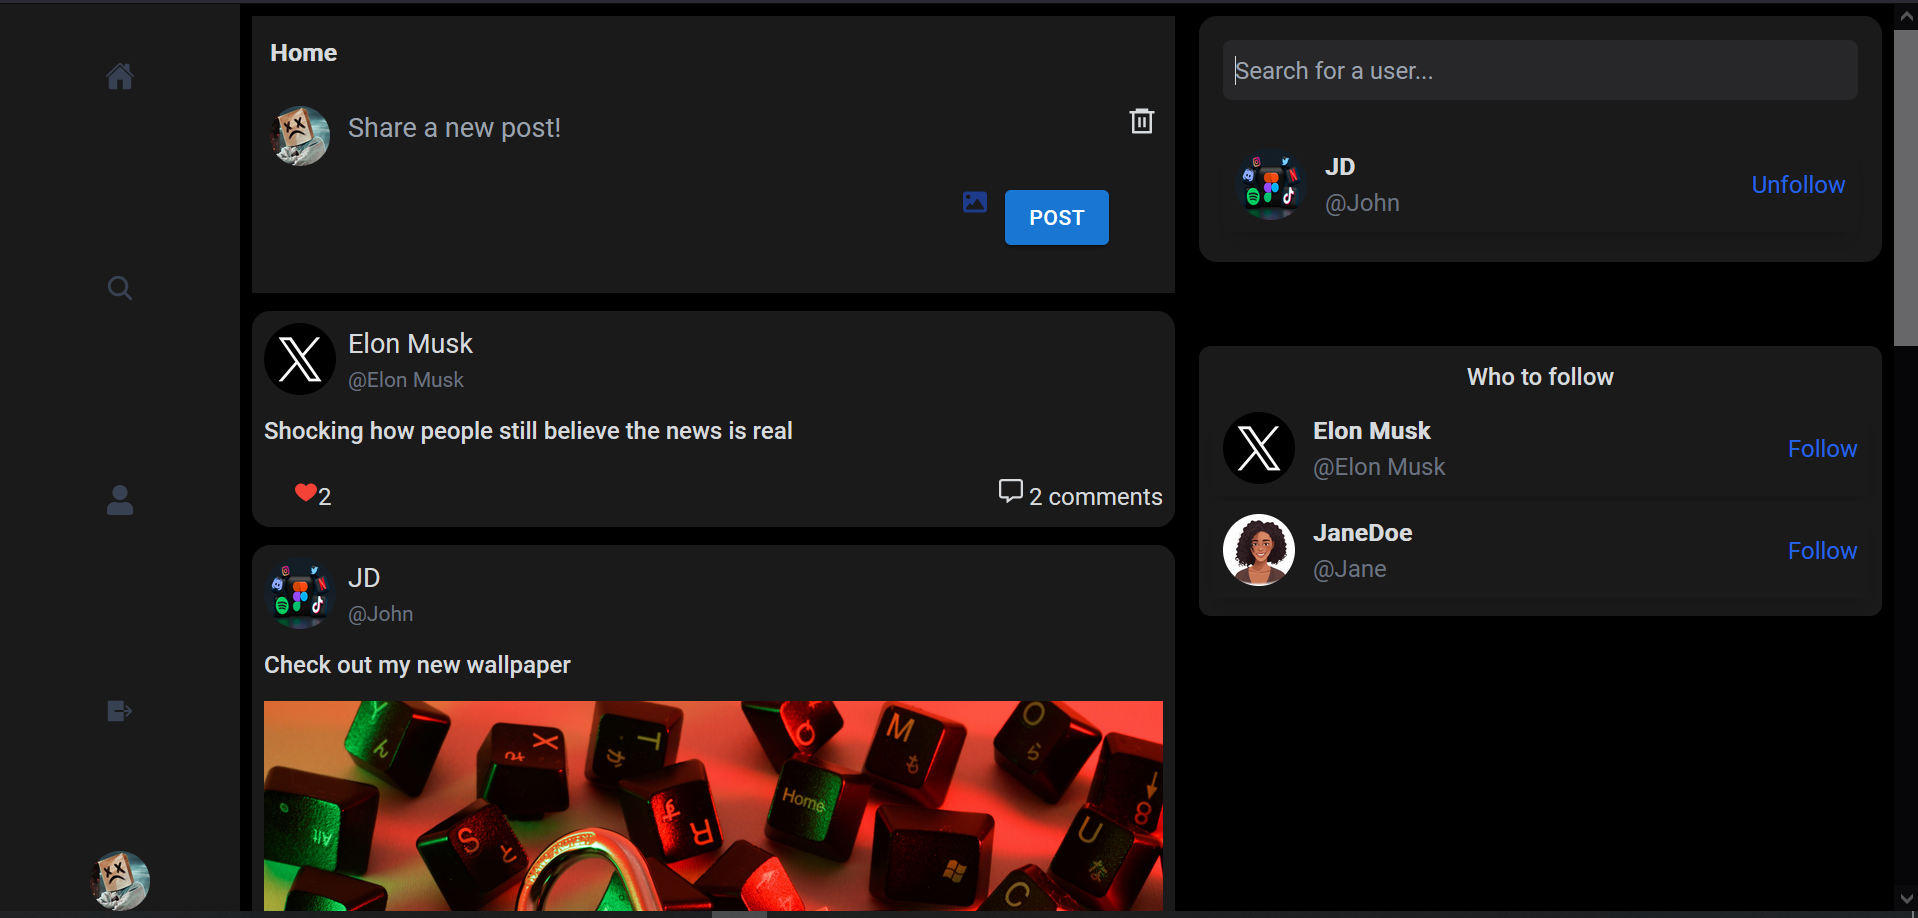 Home
Share a new post!
POST
Elon Musk
@Elon Musk
Shocking how people still believe the news is real
2
2 comments
JD
@John
Check out my new wallpaper
Y
X
T
M
O
Home
Alt
S
R
U
C
Search for a user...
JD
@John
Unfollow
Who to follow
Elon Musk
@Elon Musk
Follow
JaneDoe
@Jane
Follow